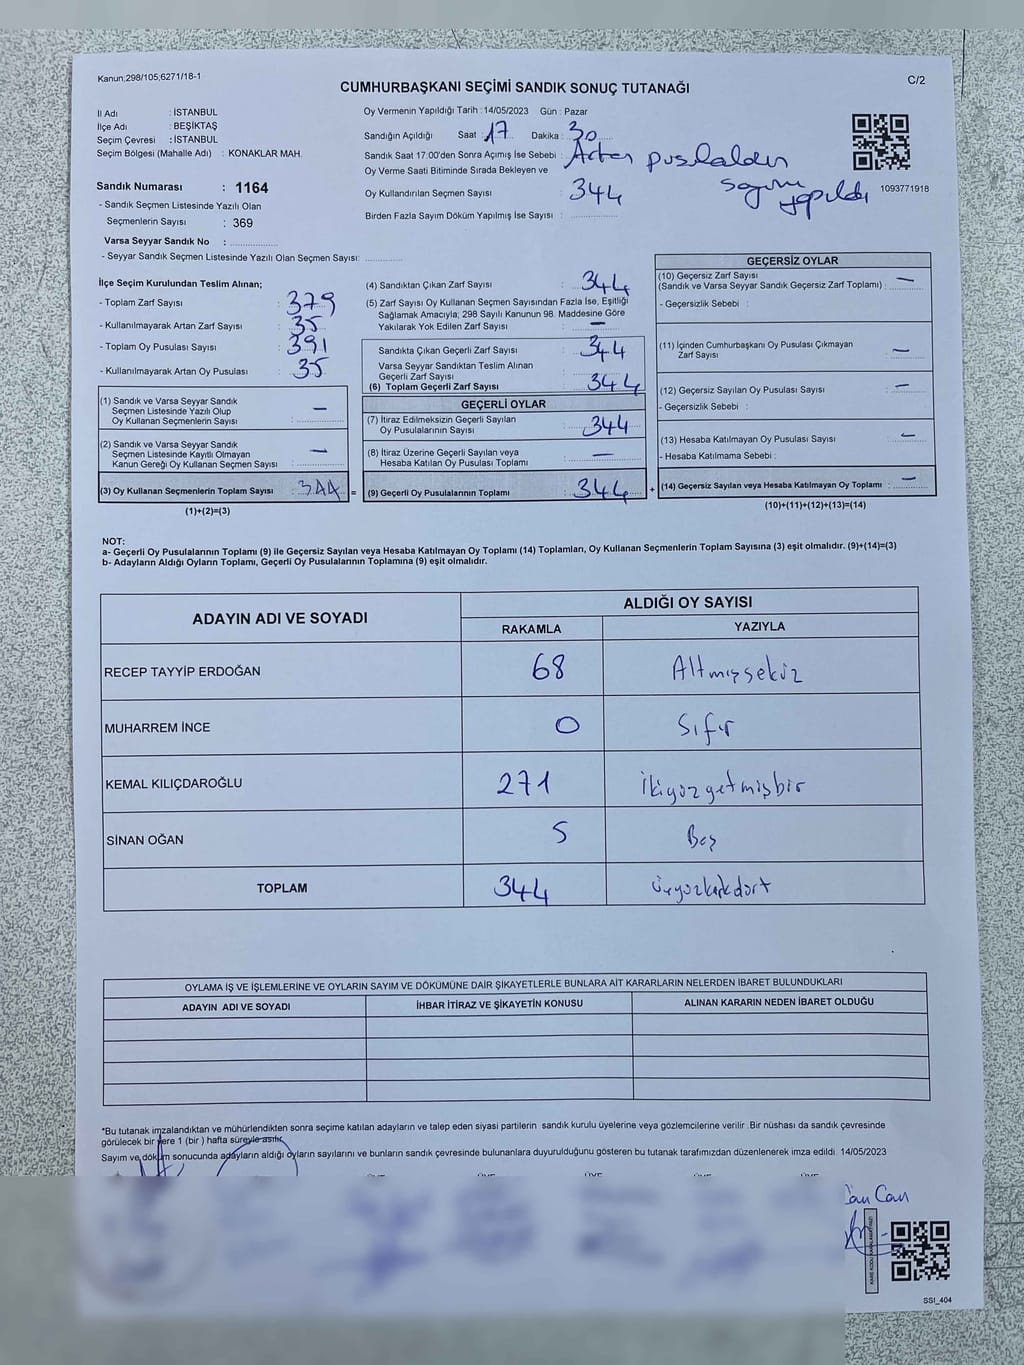 Kanun;298/105;6271/18-1
C/2
CUMHURBAŞKANI SEÇİMİ SANDIK SONUÇ TUTANAĞI
İl Adı : İSTANBUL
İlçe Adı : BEŞİKTAŞ
Seçim Çevresi : İSTANBUL
Seçim Bölgesi (Mahalle Adı) : KONAKLAR MAH.
Oy Vermenin Yapıldığı Tarih : 14/05/2023 Gün : Pazar
Sandığın Açıldığı Saat : 17 Dakika : 30
Sandık Saat 17:00'den Sonra Açımış İse Sebebi : Artan pusulaldın
sayımı yapıldı
Oy Verme Saati Bitiminde Sırada Bekleyen ve
Oy Kullandırılan Seçmen Sayısı : 344
Birden Fazla Sayım Döküm Yapılmış İse Sayısı :
1093771918
Sandık Numarası : 1164
- Sandık Seçmen Listesinde Yazılı Olan
Seçmenlerin Sayısı : 369
Varsa Seyyar Sandık No :
- Seyyar Sandık Seçmen Listesinde Yazılı Olan Seçmen Sayısı:
İlçe Seçim Kurulundan Teslim Alınan;
- Toplam Zarf Sayısı : 379
- Kullanılmayarak Artan Zarf Sayısı : 35
- Toplam Oy Pusulası Sayısı : 391
- Kullanılmayarak Artan Oy Pusulası : 35
(1) Sandık ve Varsa Seyyar Sandık
Seçmen Listesinde Yazılı Olup
Oy Kullanan Seçmenlerin Sayısı : —
(2) Sandık ve Varsa Seyyar Sandık
Seçmen Listesinde Kayıtlı Olmayan
Kanun Gereği Oy Kullanan Seçmen Sayısı : —
(3) Oy Kullanan Seçmenlerin Toplam Sayısı : 344 =
(1)+(2)=(3)
(4) Sandıktan Çıkan Zarf Sayısı : 344
(5) Zarf Sayısı Oy Kullanan Seçmen Sayısından Fazla İse, Eşitliği
Sağlamak Amacıyla; 298 Sayılı Kanunun 98. Maddesine Göre
Yakılarak Yok Edilen Zarf Sayısı : —
Sandıkta Çıkan Geçerli Zarf Sayısı : 344
Varsa Seyyar Sandıktan Teslim Alınan
Geçerli Zarf Sayısı :
(6) Toplam Geçerli Zarf Sayısı : 344
GEÇERLİ OYLAR
(7) İtiraz Edilmeksizin Geçerli Sayılan
Oy Pusulalarının Sayısı : 344
(8) İtiraz Üzerine Geçerli Sayılan veya
Hesaba Katılan Oy Pusulası Toplamı : —
(9) Geçerli Oy Pusulalarının Toplamı : 344 +
GEÇERSİZ OYLAR
(10) Geçersiz Zarf Sayısı
(Sandık ve Varsa Seyyar Sandık Geçersiz Zarf Toplamı) : —
- Geçersizlik Sebebi :
(11) İçinden Cumhurbaşkanı Oy Pusulası Çıkmayan
Zarf Sayısı : —
(12) Geçersiz Sayılan Oy Pusulası Sayısı : —
- Geçersizlik Sebebi :
(13) Hesaba Katılmayan Oy Pusulası Sayısı : —
- Hesaba Katılmama Sebebi :
(14) Geçersiz Sayılan veya Hesaba Katılmayan Oy Toplamı : —
(10)+(11)+(12)+(13)=(14)
NOT:
a- Geçerli Oy Pusulalarının Toplamı (9) ile Geçersiz Sayılan veya Hesaba Katılmayan Oy Toplamı (14) Toplamları, Oy Kullanan Seçmenlerin Toplam Sayısına (3) eşit olmalıdır. (9)+(14)=(3)
b- Adayların Aldığı Oyların Toplamı, Geçerli Oy Pusulalarının Toplamına (9) eşit olmalıdır.
ADAYIN ADI VE SOYADI
ALDIĞI OY SAYISI
RAKAMLA YAZIYLA
RECEP TAYYİP ERDOĞAN 68 Altmışsekiz
MUHARREM İNCE 0 Sıfır
KEMAL KILIÇDAROĞLU 271 İkiyüzyetmişbir
SİNAN OĞAN 5 Beş
TOPLAM 344 üçyüzkırkdört
OYLAMA İŞ VE İŞLEMLERİNE VE OYLARIN SAYIM VE DÖKÜMÜNE DAİR ŞİKAYETLERLE BUNLARA AİT KARARLARIN NELERDEN İBARET BULUNDUKLARI
ADAYIN ADI VE SOYADI İHBAR İTİRAZ VE ŞİKAYETİN KONUSU ALINAN KARARIN NEDEN İBARET OLDUĞU
*Bu tutanak imzalandıktan ve mühürlendikten sonra seçime katılan adayların ve talep eden siyasi partilerin sandık kurulu üyelerine veya gözlemcilerine verilir .Bir nüshası da sandık çevresinde
görülecek bir yere 1 (bir ) hafta süreyle asılır.
Sayım ve döküm sonucunda adayların aldığı oyların sayılarını ve bunların sandık çevresinde bulunanlara duyurulduğunu gösteren bu tutanak tarafımızdan düzenlenerek imza edildi. 14/05/2023
Can Can
SSI_404